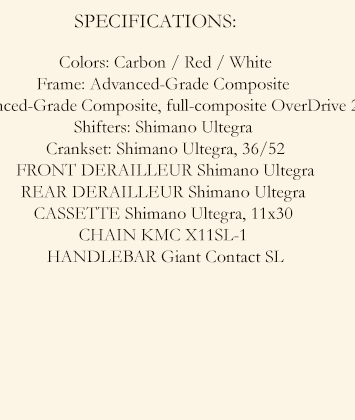 SPECIFICATIONS:
Colors: Carbon / Red / White
Frame: Advanced-Grade Composite
nced-Grade Composite, full-composite OverDrive 2
Shifters: Shimano Ultegra
Crankset: Shimano Ultegra, 36/52
FRONT DERAILLEUR Shimano Ultegra
REAR DERAILLEUR Shimano Ultegra
CASSETTE Shimano Ultegra, 11x30
CHAIN KMC X11SL-1
HANDLEBAR Giant Contact SL